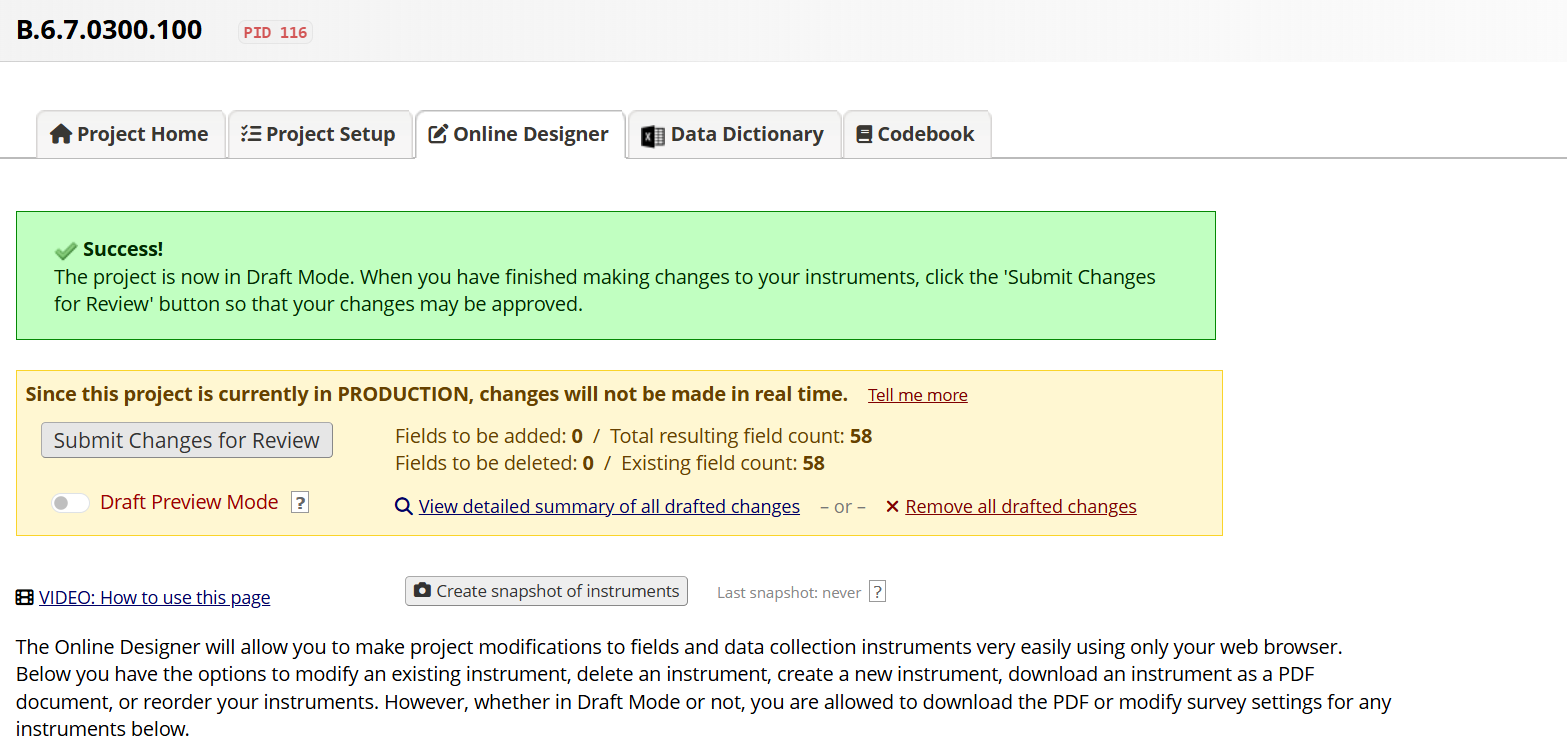 B.6.7.0300.100 PID 116
Project Home Project Setup Online Designer Data Dictionary Codebook
Success!
The project is now in Draft Mode. When you have finished making changes to your instruments, click the 'Submit Changes
for Review' button so that your changes may be approved.
Since this project is currently in PRODUCTION, changes will not be made in real time. Tell me more
Submit Changes for Review
Fields to be added: 0 / Total resulting field count: 58
Fields to be deleted: 0 / Existing field count: 58
Draft Preview Mode ?
View detailed summary of all drafted changes – or – Remove all drafted changes
VIDEO: How to use this page Create snapshot of instruments Last snapshot: never ?
The Online Designer will allow you to make project modifications to fields and data collection instruments very easily using only your web browser.
Below you have the options to modify an existing instrument, delete an instrument, create a new instrument, download an instrument as a PDF
document, or reorder your instruments. However, whether in Draft Mode or not, you are allowed to download the PDF or modify survey settings for any
instruments below.